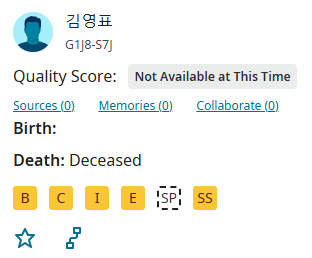 김영표
G1J8-S7J
Quality Score: Not Available at This Time
Sources (0) Memories (0) Collaborate (0)
Birth:
Death: Deceased
B C I E SP SS